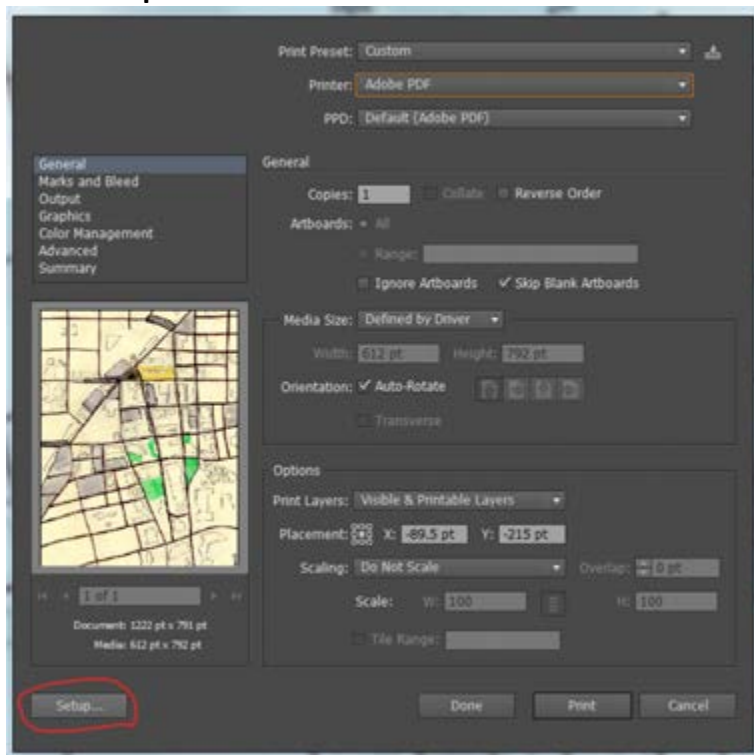 Print Preset: Custom
Printer: Adobe PDF
PPD: Default (Adobe PDF)
General
Marks and Bleed
Output
Graphics
Color Management
Advanced
Summary
General
Copies: 1 Collate Reverse Order
Artboards: All
Range:
Ignore Artboards Skip Blank Artboards
Media Size: Defined by Driver
Width: 612 pt Height: 792 pt
Orientation: Auto-Rotate
Transverse
Options
Print Layers: Visible & Printable Layers
Placement: X: -89.5 pt Y: -215 pt
Scaling: Do Not Scale Overlap: 0 pt
Scale: W: 100 H: 100
Tile Range:
1 of 1
Document: 1222 pt x 791 pt
Media: 612 pt x 792 pt
Setup...
Done Print Cancel